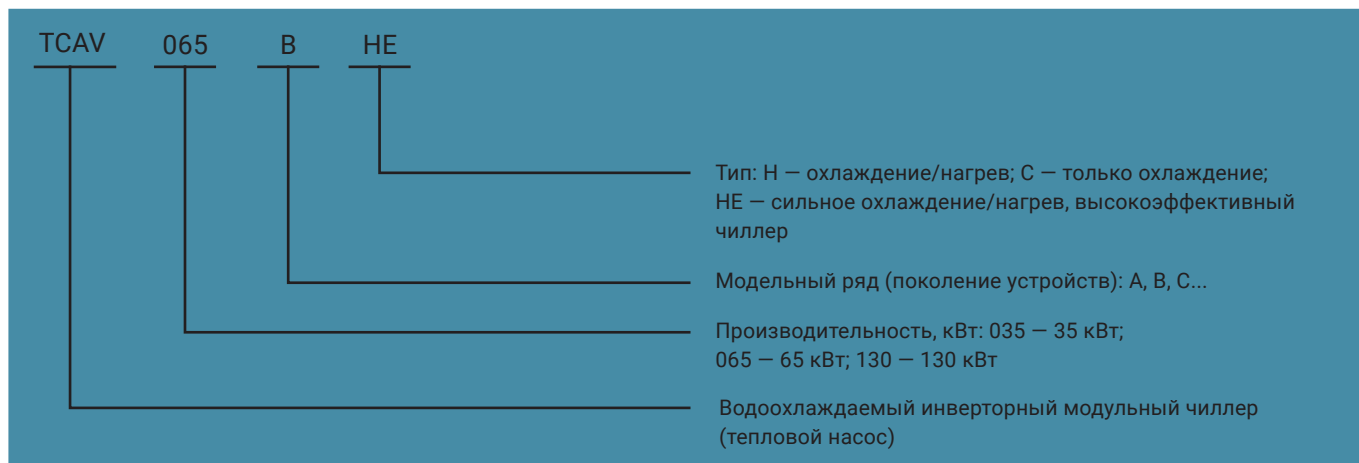 TCAV 065 B HE
Тип: H — охлаждение/нагрев; C — только охлаждение;
HE — сильное охлаждение/нагрев, высокоэффективный
чиллер
Модельный ряд (поколение устройств): A, B, C...
Производительность, кВт: 035 — 35 кВт;
065 — 65 кВт; 130 — 130 кВт
Водоохлаждаемый инверторный модульный чиллер
(тепловой насос)